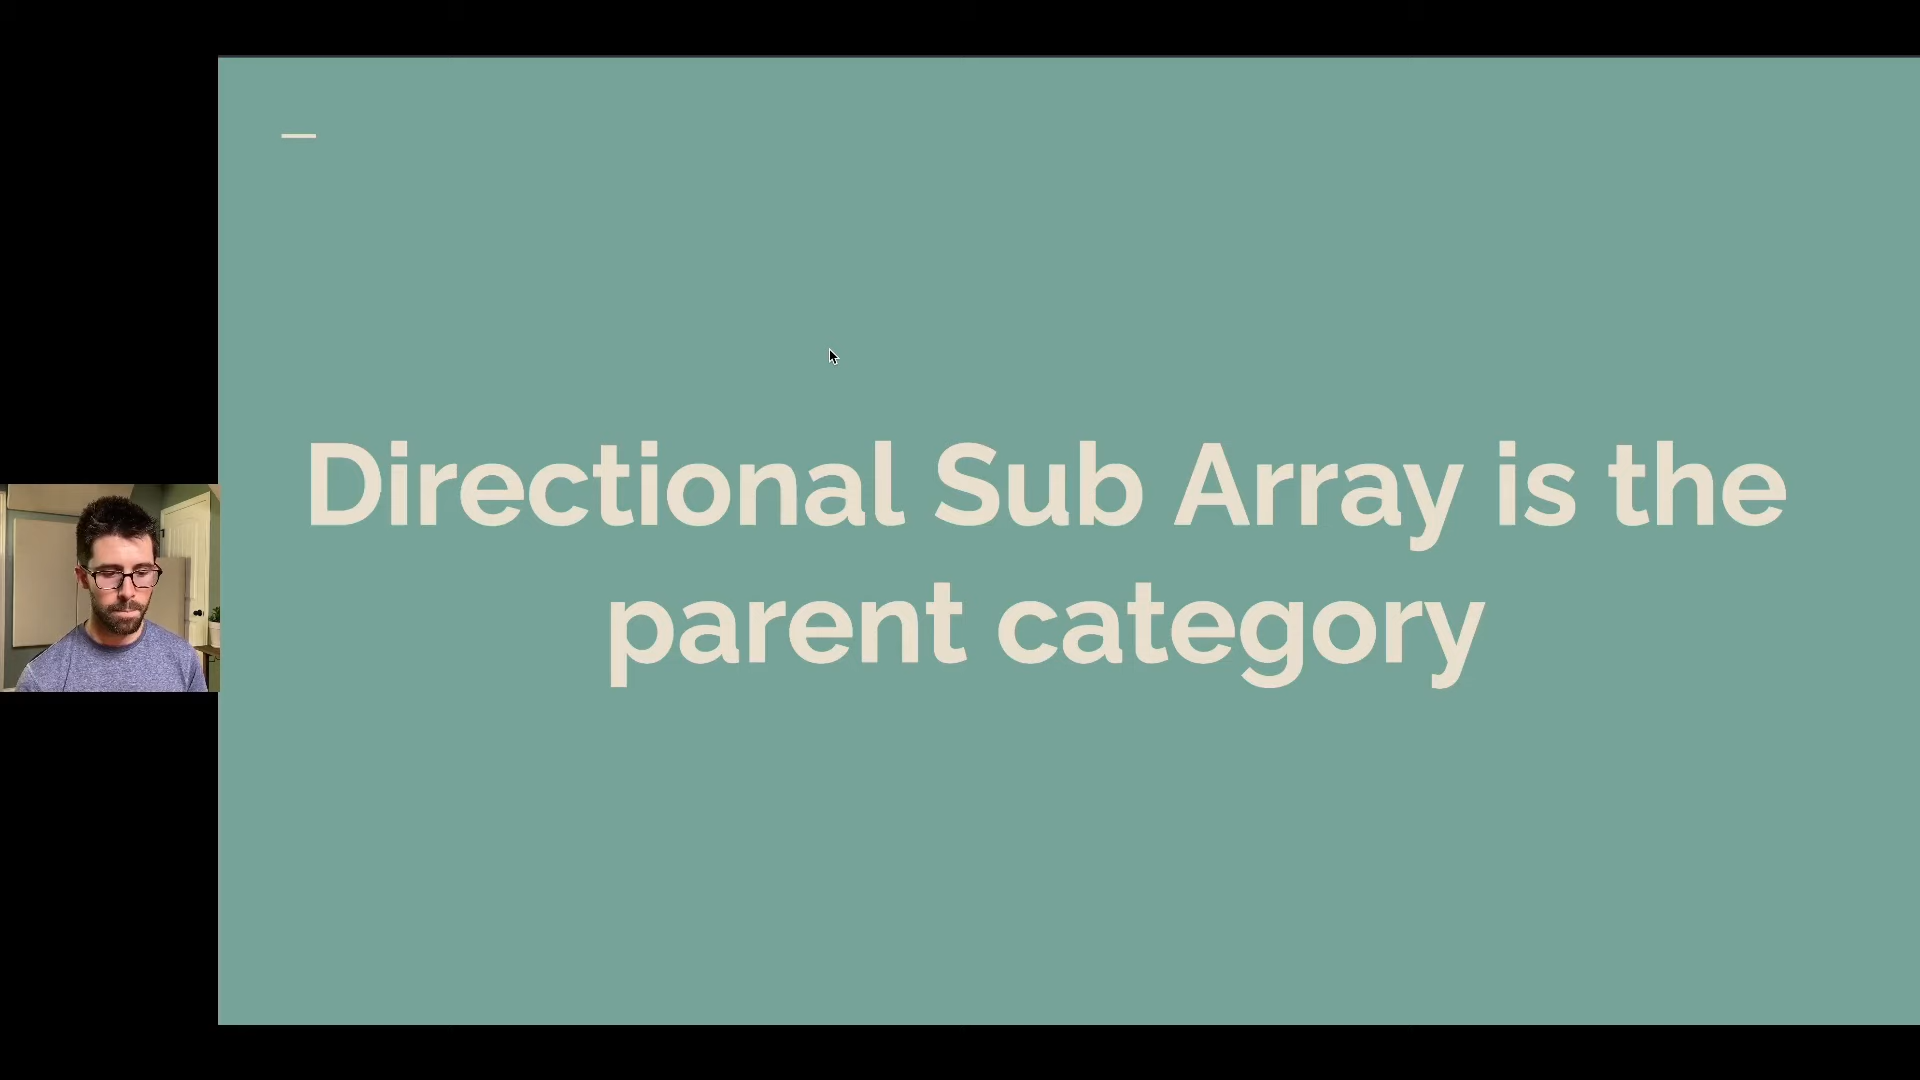 Directional Sub Array is the
parent category